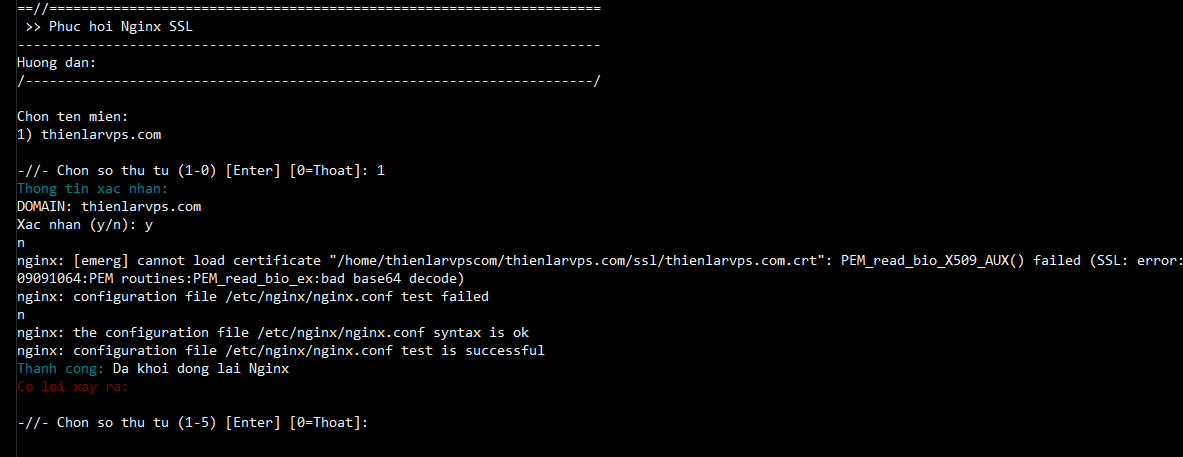 ==//=====================================================================
>> Phuc hoi Nginx SSL
-------------------------------------------------------------------------
Huong dan:
/-----------------------------------------------------------------------/
Chon ten mien:
1) thienlarvps.com
-//- Chon so thu tu (1-0) [Enter] [0=Thoat]: 1
Thong tin xac nhan:
DOMAIN: thienlarvps.com
Xac nhan (y/n): y
n
nginx: [emerg] cannot load certificate "/home/thienlarvpscom/thienlarvps.com/ssl/thienlarvps.com.crt": PEM_read_bio_X509_AUX() failed (SSL: error:
09091064:PEM routines:PEM_read_bio_ex:bad base64 decode)
nginx: configuration file /etc/nginx/nginx.conf test failed
n
nginx: the configuration file /etc/nginx/nginx.conf syntax is ok
nginx: configuration file /etc/nginx/nginx.conf test is successful
Thanh cong: Da khoi dong lai Nginx
Co loi xay ra:
-//- Chon so thu tu (1-5) [Enter] [0=Thoat]: